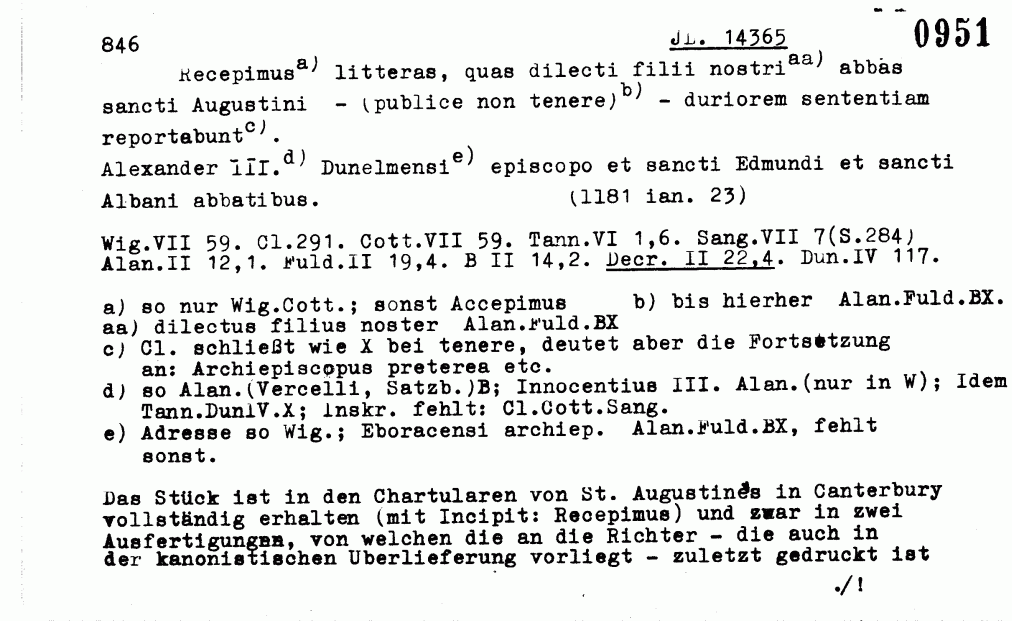 846 JL. 14365 0951
Recepimus a) litteras, quas dilecti filii nostri aa) abbas
sancti Augustini - (publice non tenere) b) - duriorem sententiam
reportabunt c).
Alexander III. d) Dunelmensi e) episcopo et sancti Edmundi et sancti
Albani abbatibus. (1181 ian. 23)
Wig.VII 59. Cl.291. Cott.VII 59. Tann.VI 1,6. Sang.VII 7(S.284)
Alan.II 12,1. Fuld.II 19,4. B II 14,2. Decr. II 22,4. Dun.IV 117.
a) so nur Wig.Cott.; sonst Accepimus b) bis hierher Alan.Fuld.BX.
aa) dilectus filius noster Alan.Fuld.BX
c) Cl. schließt wie X bei tenere, deutet aber die Fortsetzung
an: Archiepiscopus preterea etc.
d) so Alan.(Vercelli, Satzb.)B; Innocentius III. Alan.(nur in W); Idem
Tann.DunIV.X; Inskr. fehlt: Cl.Cott.Sang.
e) Adresse so Wig.; Eboracensi archiep. Alan.Fuld.BX, fehlt
sonst.
Das Stück ist in den Chartularen von St. Augustines in Canterbury
vollständig erhalten (mit Incipit: Recepimus) und zwar in zwei
Ausfertigungen, von welchen die an die Richter - die auch in
der kanonistischen Uberlieferung vorliegt - zuletzt gedruckt ist
./!